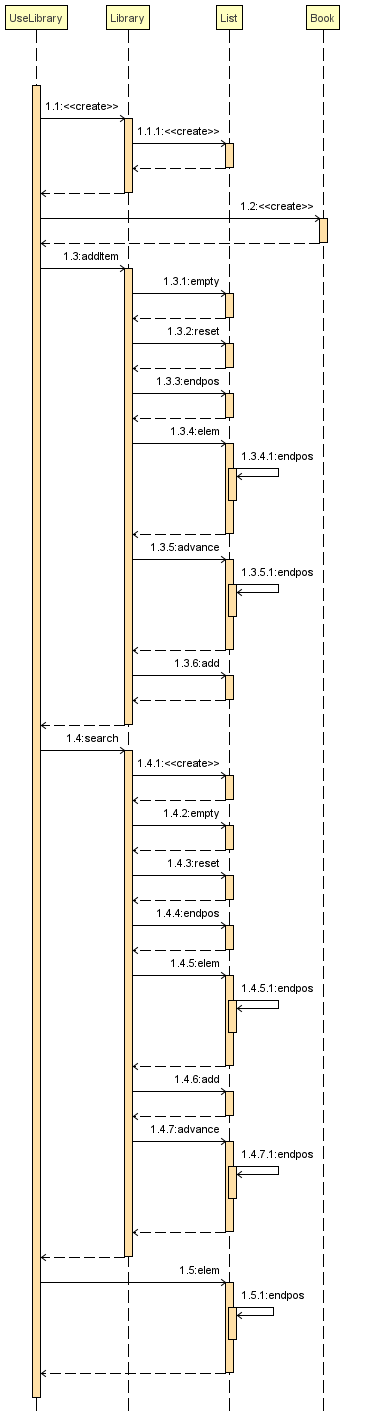 UseLibrary Library List Book
1.1:<<create>>
1.1.1:<<create>>
1.2:<<create>>
1.3:addItem
1.3.1:empty
1.3.2:reset
1.3.3:endpos
1.3.4:elem
1.3.4.1:endpos
1.3.5:advance
1.3.5.1:endpos
1.3.6:add
1.4:search
1.4.1:<<create>>
1.4.2:empty
1.4.3:reset
1.4.4:endpos
1.4.5:elem
1.4.5.1:endpos
1.4.6:add
1.4.7:advance
1.4.7.1:endpos
1.5:elem
1.5.1:endpos